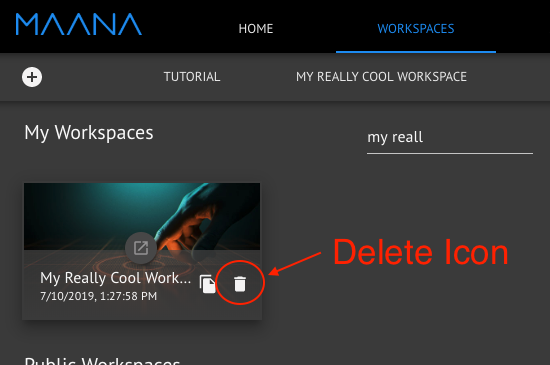 MAANA
HOME
WORKSPACES
TUTORIAL
MY REALLY COOL WORKSPACE
My Workspaces
my reall
Delete Icon
My Really Cool Work...
7/10/2019, 1:27:58 PM
Public Workspaces